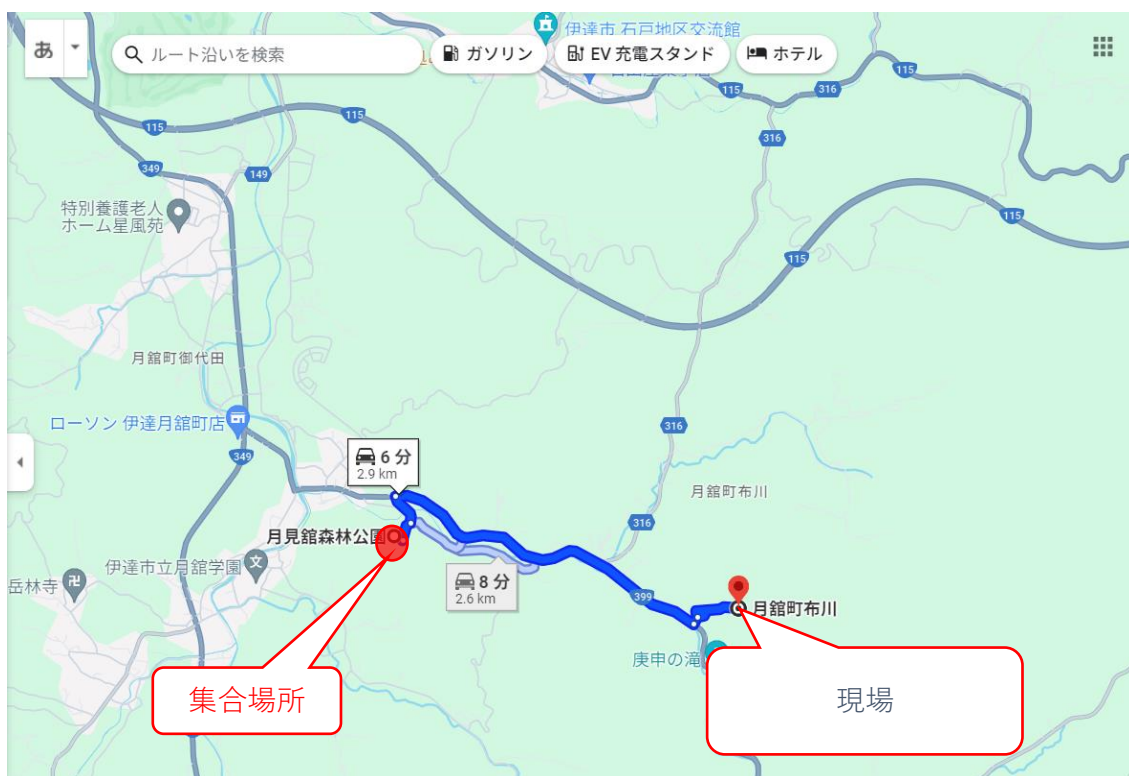 伊達市 石戸地区交流館
あ
ルート沿いを検索
ガソリン
EV 充電スタンド
ホテル
115
115
316
115
115
316
349
149
特別養護老人
ホーム星風苑
115
115
月舘町御代田
ローソン 伊達月舘町店
316
349
6 分
2.9 km
月舘町布川
316
月見舘森林公園
伊達市立月舘学園
文
8 分
2.6 km
岳林寺
399
月舘町布川
庚申の滝
集合場所
現場